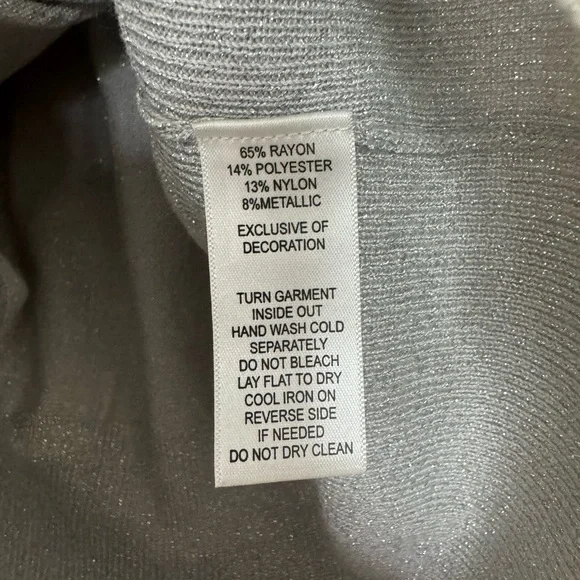 65% RAYON
14% POLYESTER
13% NYLON
8%METALLIC
EXCLUSIVE OF
DECORATION
TURN GARMENT
INSIDE OUT
HAND WASH COLD
SEPARATELY
DO NOT BLEACH
LAY FLAT TO DRY
COOL IRON ON
REVERSE SIDE
IF NEEDED
DO NOT DRY CLEAN